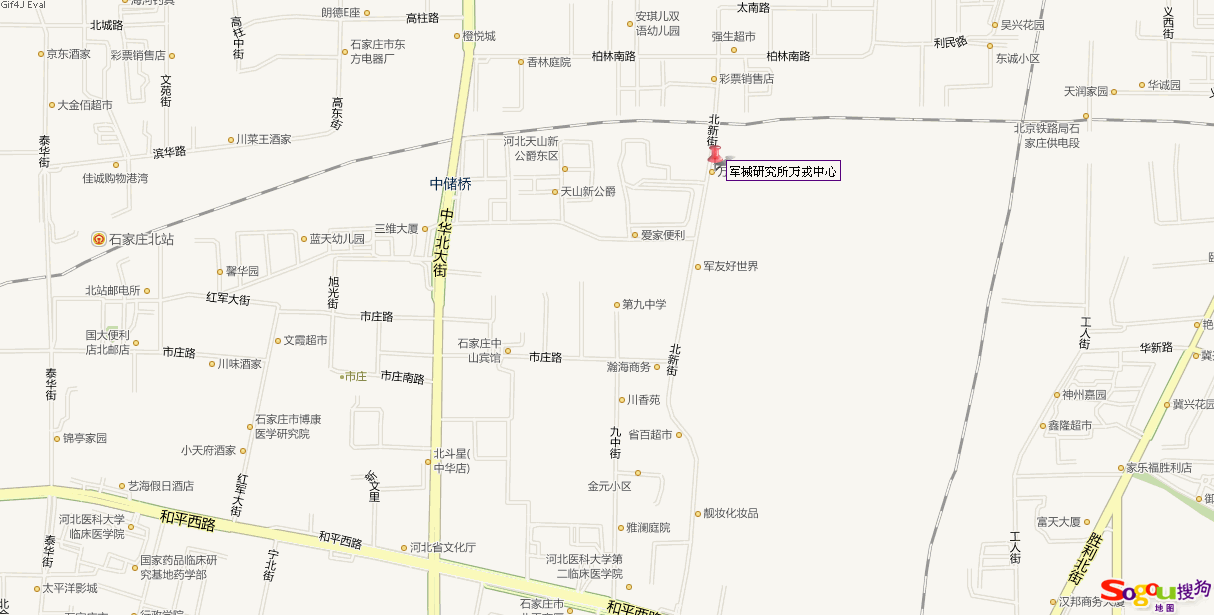 Gif4J Eval
海河钓具
朗德E座
高柱路
北城路
高柱中街
安琪儿双
语幼儿园
太南路
吴兴花园
义西街
京东酒家
彩票销售店
石家庄市东
方电器厂
橙悦城
强生超市
利民路
东诚小区
香林庭院
柏林南路
柏林南路
彩票销售店
文苑街
大金佰超市
高东街
天润家园
华诚园
泰华街
川菜王酒家
滨华路
河北天山新
公爵东区
北新街
北京铁路局石
家庄供电段
佳诚购物港湾
中储桥
天山新公爵
万
军械研究所万戎中心
中华北大街
石家庄北站
蓝天幼儿园
三维大厦
爱家便利
馨华园
军友好世界
北站邮电所
红军大街
旭光街
市庄路
第九中学
工人街
国大便利
店北邮店
市庄路
文霞超市
石家庄中
山宾馆
市庄路
北新街
华新路
艳
冀
川味酒家
瀚海商务
泰华街
市庄
市庄南路
川香苑
神州嘉园
冀兴花园
石家庄市博康
医学研究院
九中街
省百超市
鑫隆超市
锦亭家园
小天府酒家
北斗星(
中华店)
家乐福胜利店
红军大街
文里
金元小区
艺海假日酒店
御
和平西路
靓妆化妆品
富天大厦
河北医科大学
临床医学院
和平西路
雅澜庭院
工人街
胜利北街
泰华街
宁北街
河北省文化厅
国家药品临床研
究基地药学部
河北医科大学第
二临床医学院
太平洋影城
石家庄市
和平西路
汉邦商务大厦
行政学院
石家庄市
Sogou搜狗
地图